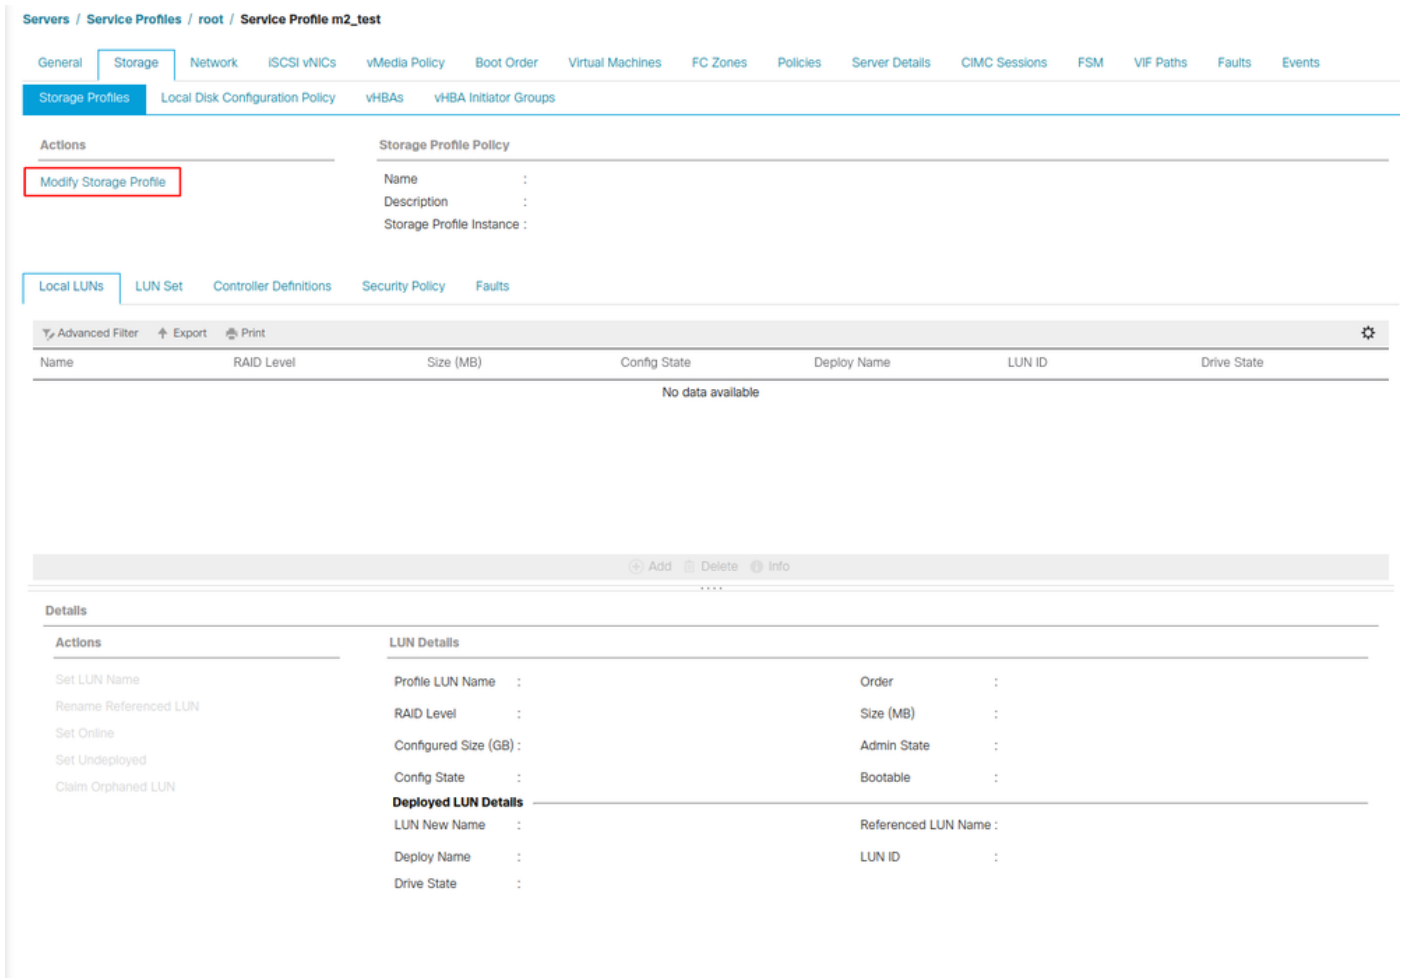 Servers / Service Profiles / root / Service Profile m2_test
General Storage Network iSCSI vNICs vMedia Policy Boot Order Virtual Machines FC Zones Policies Server Details CIMC Sessions FSM VIF Paths Faults Events
Storage Profiles Local Disk Configuration Policy vHBAs vHBA Initiator Groups
Actions Storage Profile Policy
Modify Storage Profile Name :
Description :
Storage Profile Instance :
Local LUNs LUN Set Controller Definitions Security Policy Faults
Advanced Filter Export Print
Name RAID Level Size (MB) Config State Deploy Name LUN ID Drive State
No data available
Add Delete Info
Details
Actions LUN Details
Set LUN Name Profile LUN Name : Order :
Rename Referenced LUN RAID Level : Size (MB) :
Set Online Configured Size (GB) : Admin State :
Set Undeployed Config State : Bootable :
Claim Orphaned LUN
Deployed LUN Details
LUN New Name : Referenced LUN Name :
Deploy Name : LUN ID :
Drive State :